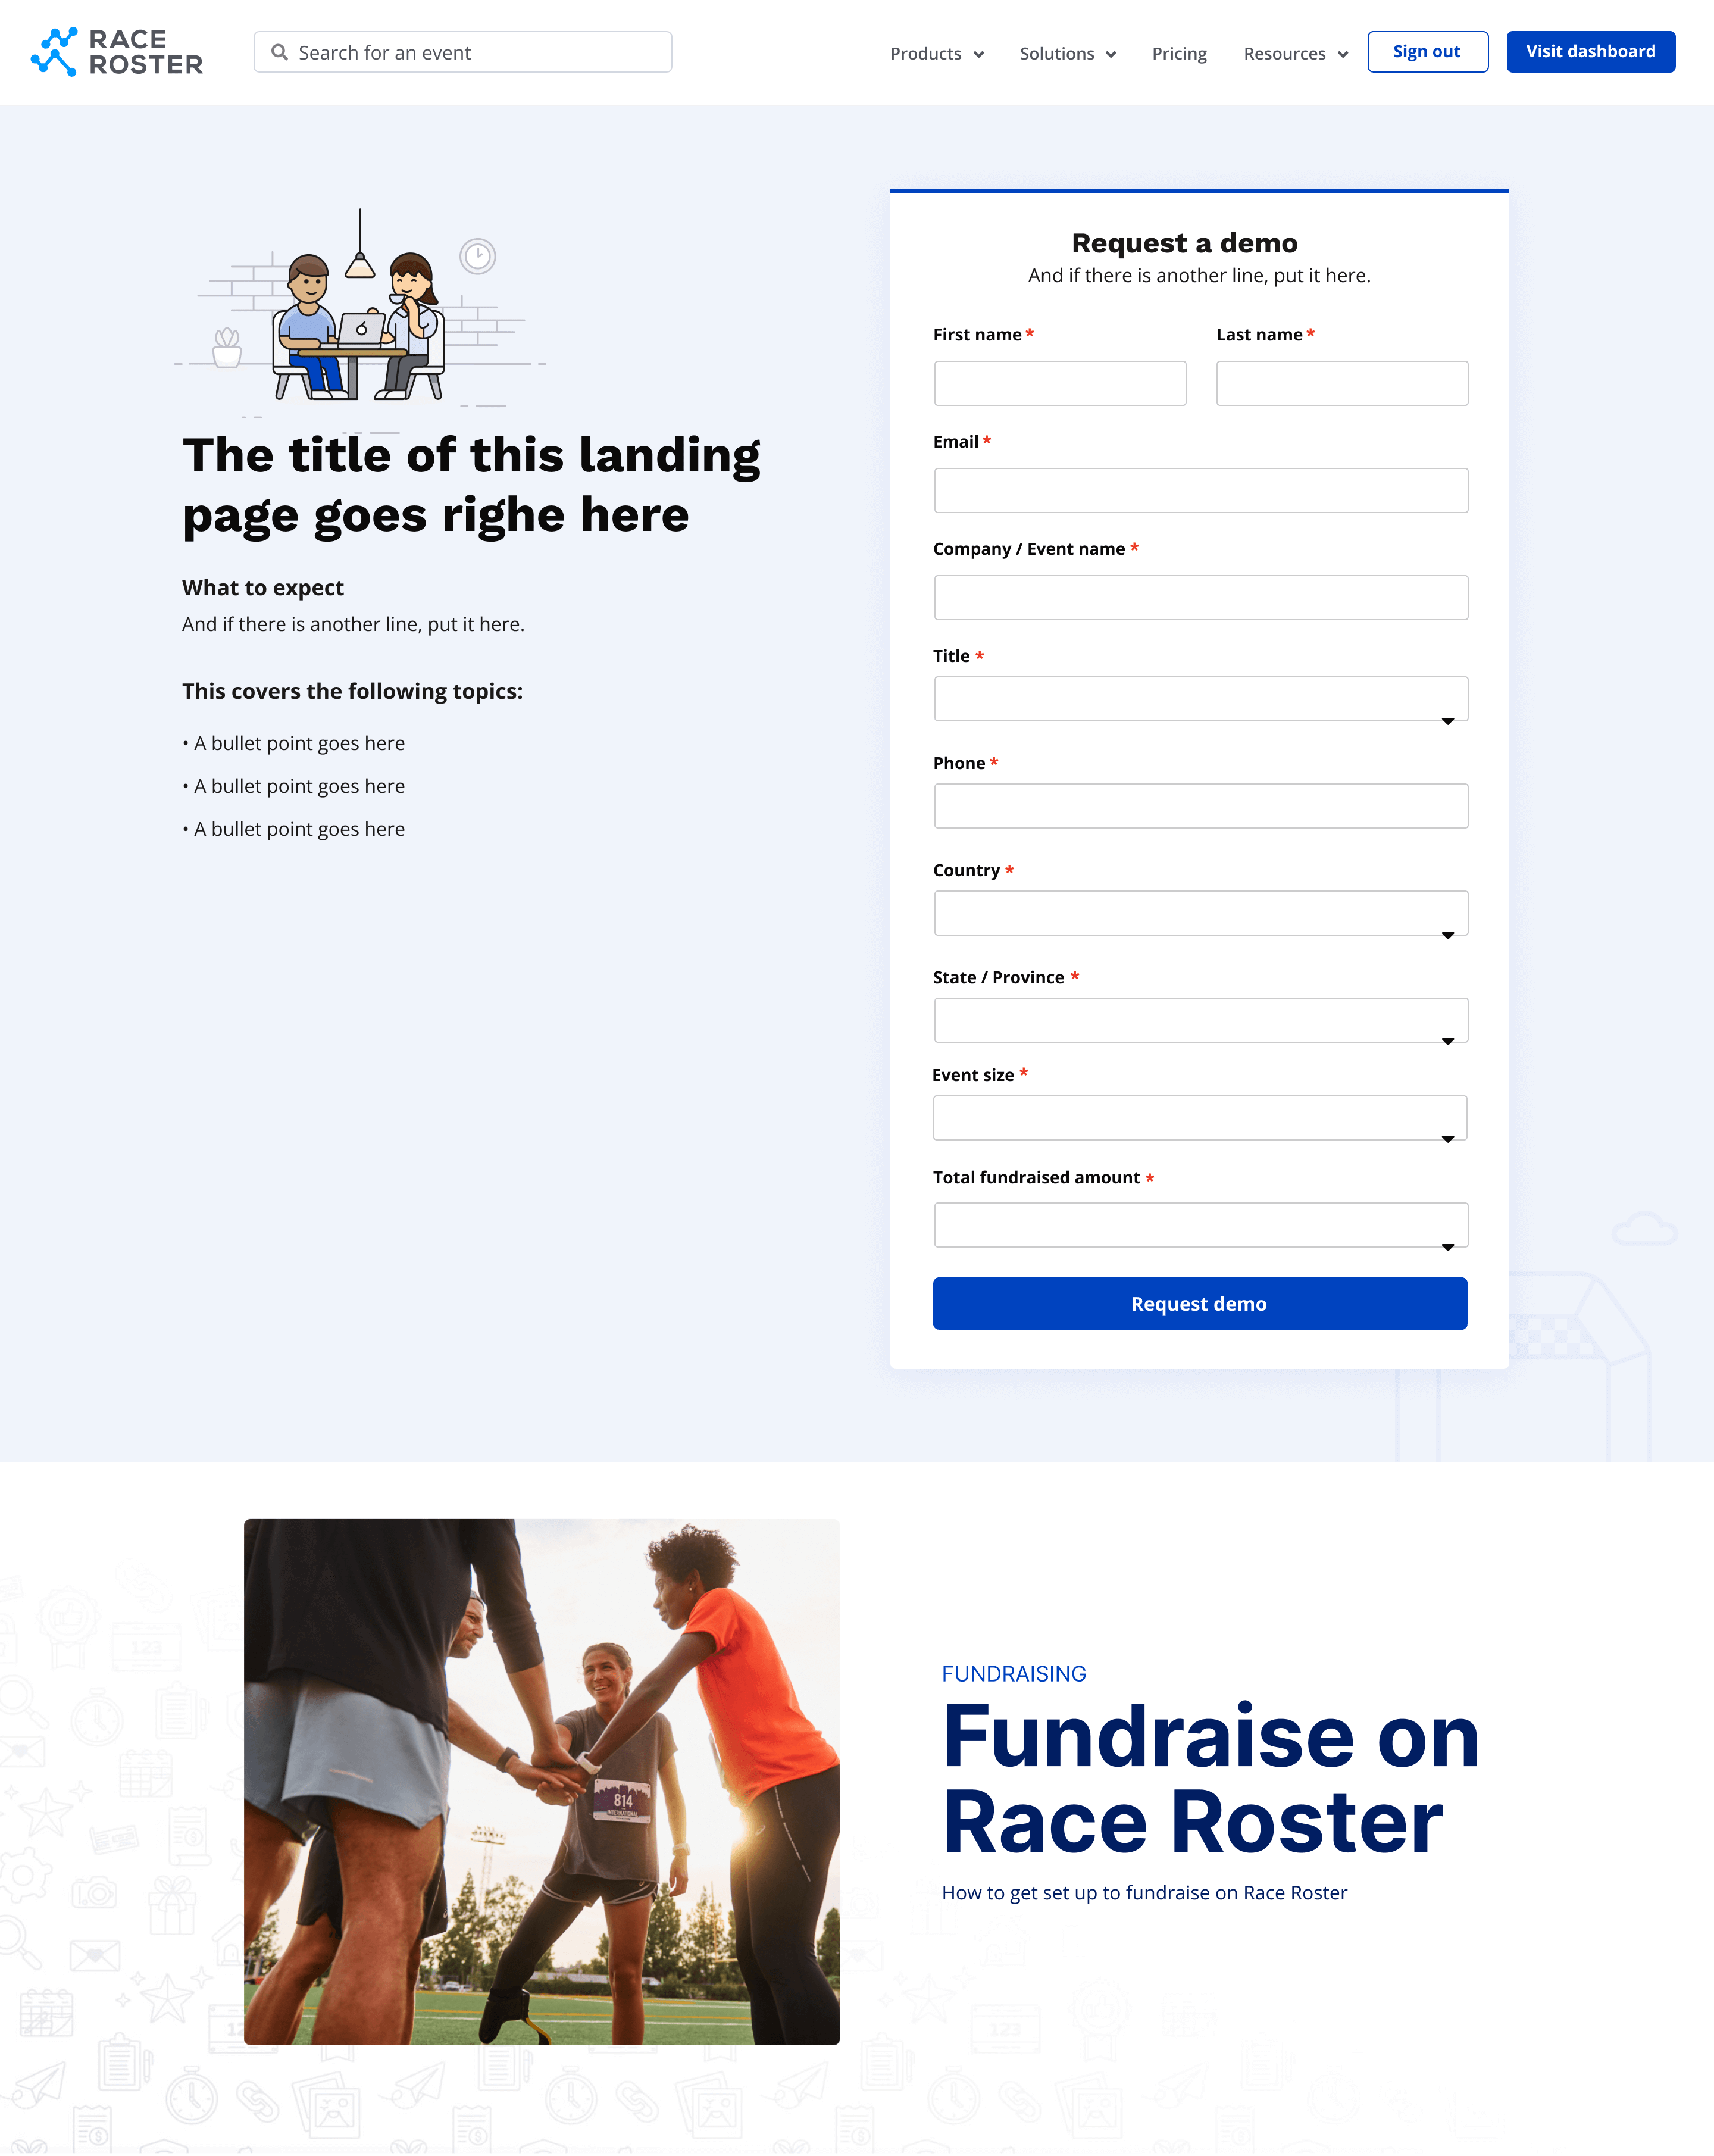 RACE
ROSTER
Search for an event
Products
Solutions
Pricing
Resources
Sign out
Visit dashboard
The title of this landing
page goes righe here
What to expect
And if there is another line, put it here.
This covers the following topics:
• A bullet point goes here
• A bullet point goes here
• A bullet point goes here
Request a demo
And if there is another line, put it here.
First name *
Last name *
Email *
Company / Event name *
Title *
Phone *
Country *
State / Province *
Event size *
Total fundraised amount *
Request demo
123
814
INTERNATIONAL
FUNDRAISING
Fundraise on
Race Roster
How to get set up to fundraise on Race Roster
12
123